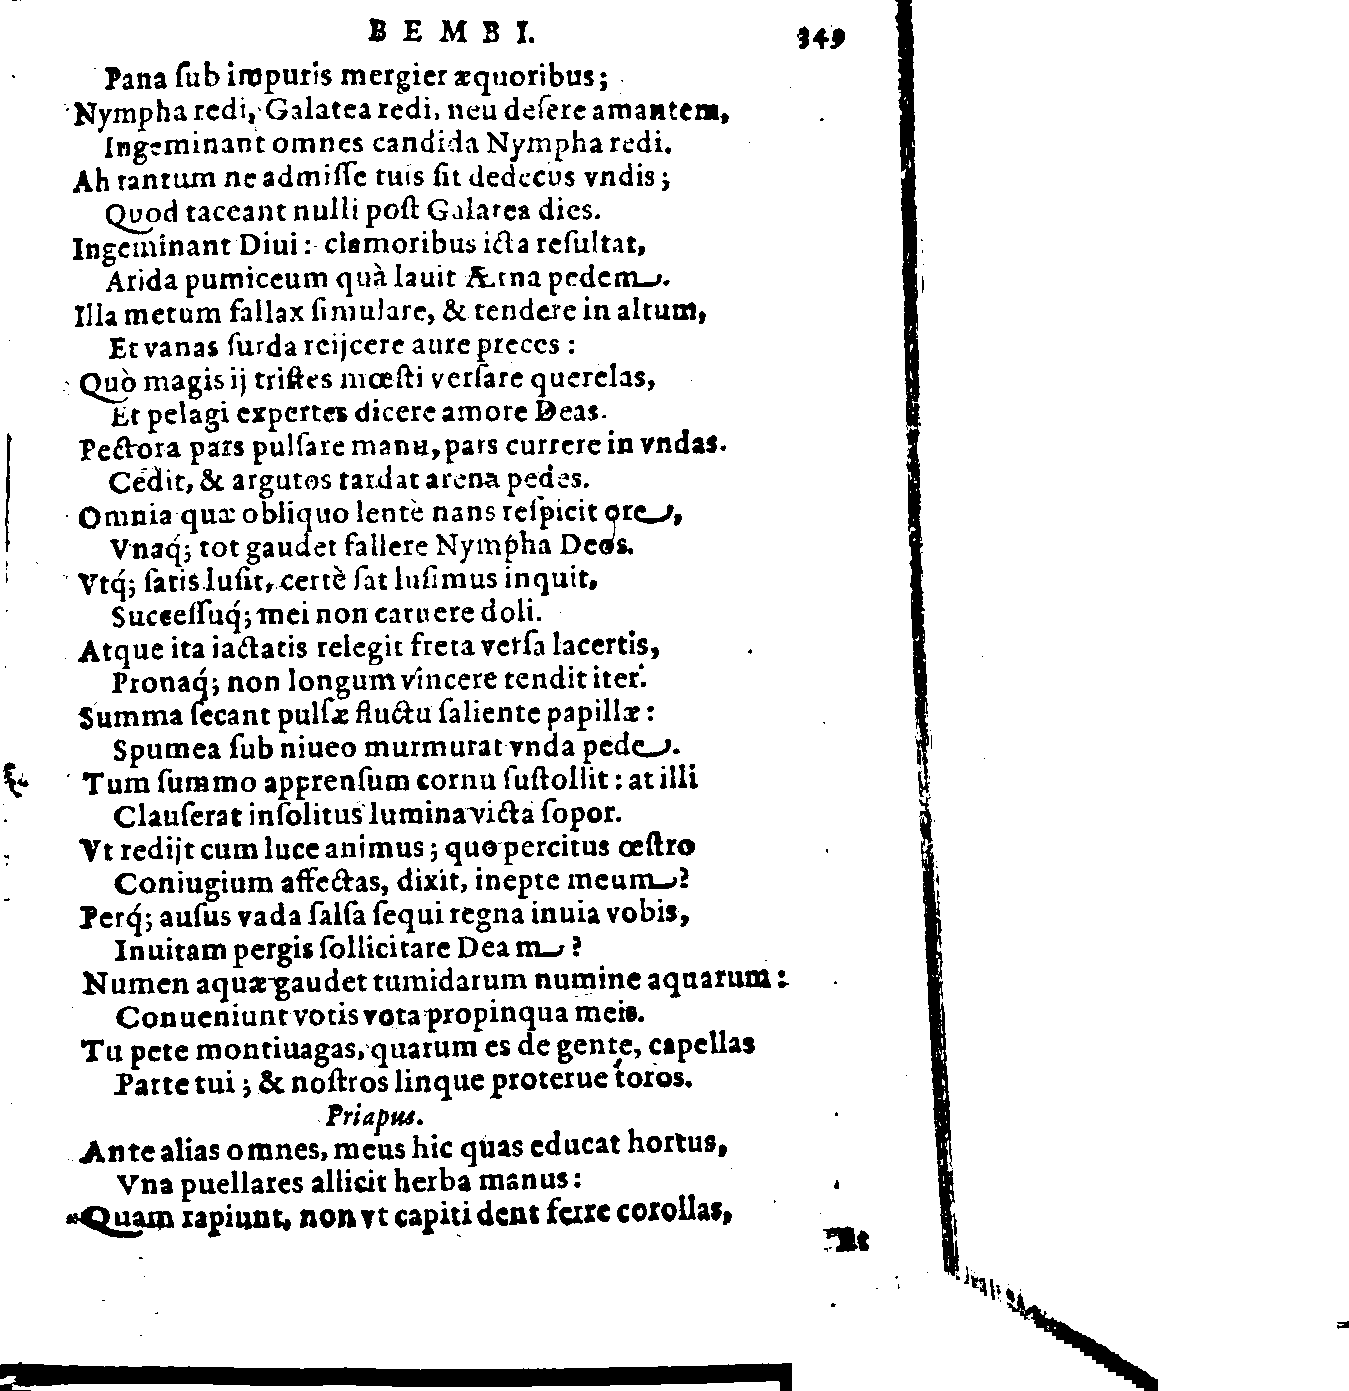 BEMBI. 349
Pana ſub impuris mergier æquoribus;
Nympha redi, Galatea redi, neu deſere amantem,
Ingeminant omnes candida Nympha redi.
Ah tantum ne admiſſe tuis ſit dedecus vndis;
Quod taceant nulli poſt Galatea dies.
Ingeminant Diui: clamoribus icta reſultat,
Arida pumiceum quà lauit Ætna pedem.
Illa metum fallax ſimulare, & tendere in altum,
Et vanas ſurda reijcere aure preces:
Quò magis ij triſtes mœſti verſare querelas,
Et pelagi expertes dicere amore Deas.
Pectora pars pulſare manu, pars currere in vndas.
Cedit, & argutos tardat arena pedes.
Omnia quæ obliquo lentè nans reſpicit ore,
Vnaq́; tot gaudet fallere Nympha Deos.
Vtq́; ſatis luſit, certè ſat luſimus inquit,
Succeſſuq́; mei non caruere doli.
Atque ita iactatis relegit freta verſa lacertis,
Pronaq́; non longum vincere tendit iter.
Summa ſecant pulſæ fluctu ſaliente papillæ:
Spumea ſub niueo murmurat vnda pede.
Tum ſummo apprenſum cornu ſuſtollit: at illi
Clauſerat inſolitus lumina victa ſopor.
Vt redijt cum luce animus; quo percitus œſtro
Coniugium affectas, dixit, inepte meum?
Perq́; auſus vada ſalſa ſequi regna inuia vobis,
Inuitam pergis ſollicitare Deam?
Numen aquæ gaudet tumidarum numine aquarum:
Conueniunt votis vota propinqua meis.
Tu pete montiuagas, quarum es de gente, capellas
Parte tui; & noſtros linque proterue toros.
Priapus.
Ante alias omnes, meus hic quas educat hortus,
Vna puellares allicit herba manus:
Quam rapiunt, non vt capiti dent ferre corollas,